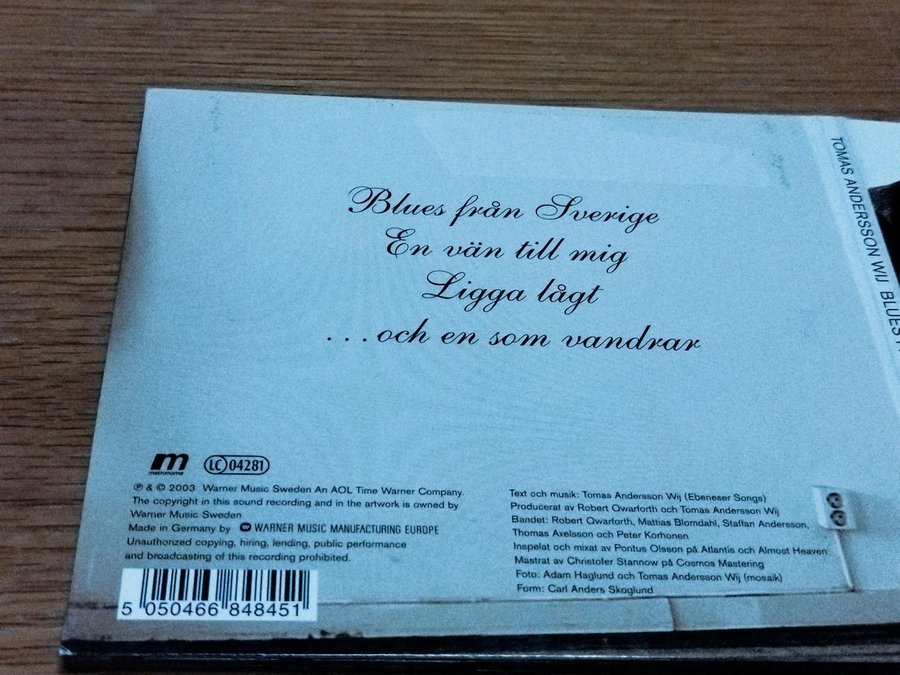 Blues från Sverige
En vän till mig
Ligga lågt
...och en som vandrar
m
metronome
LC 04281
℗ & © 2003 Warner Music Sweden An AOL Time Warner Company.
The copyright in this sound recording and in the artwork is owned by
Warner Music Sweden
Made in Germany by WARNER MUSIC MANUFACTURING EUROPE
Unauthorized copying, hiring, lending, public performance
and broadcasting of this recording prohibited.
5 050466 848451
Text och musik: Tomas Andersson Wij (Ebeneser Songs)
Producerat av Robert Qwarforth och Tomas Andersson Wij
Bandet: Robert Qwarforth, Mattias Blomdahl, Staffan Andersson,
Thomas Axelsson och Peter Korhonen
Inspelat och mixat av Pontus Olsson på Atlantis och Almost Heaven
Mastrat av Christofer Stannow på Cosmos Mastering
Foto: Adam Haglund och Tomas Andersson Wij (mosaik)
Form: Carl Anders Skoglund
TOMAS ANDERSSON WIJ BLUES